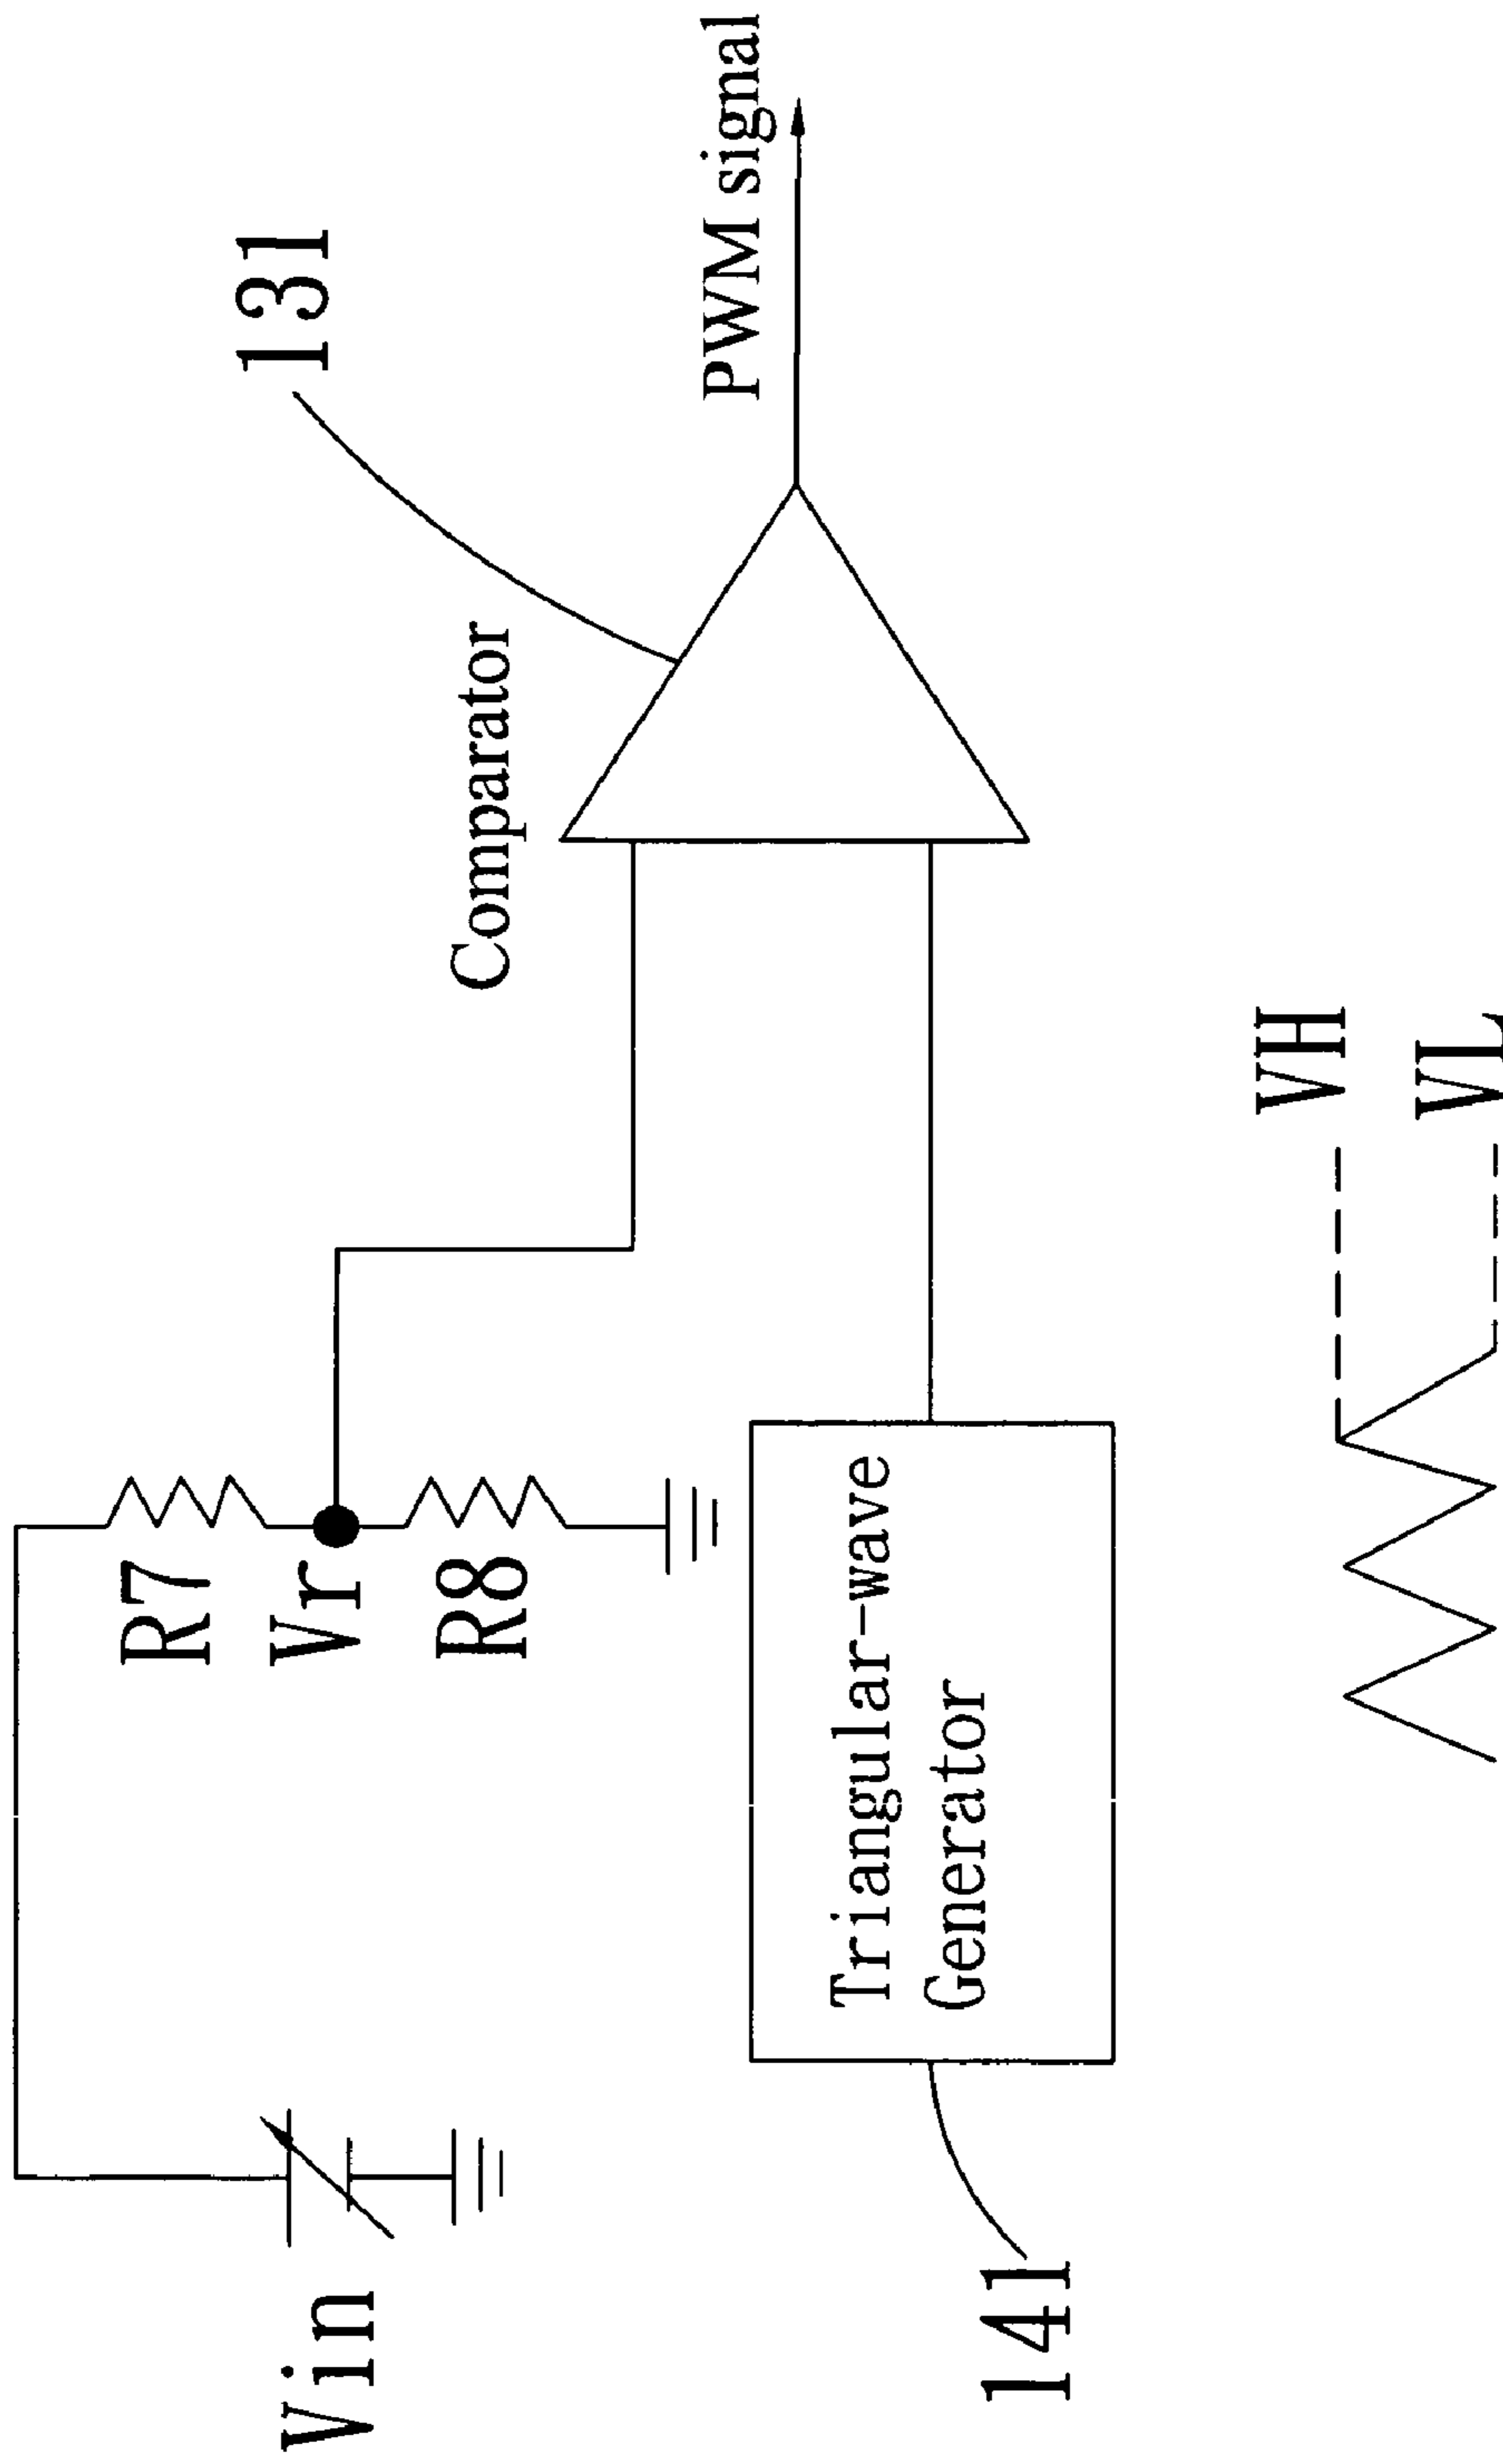 Vin
R7
Vr
R8
Comparator
131
PWM signal
Triangular-wave
Generator
141
VH
VL